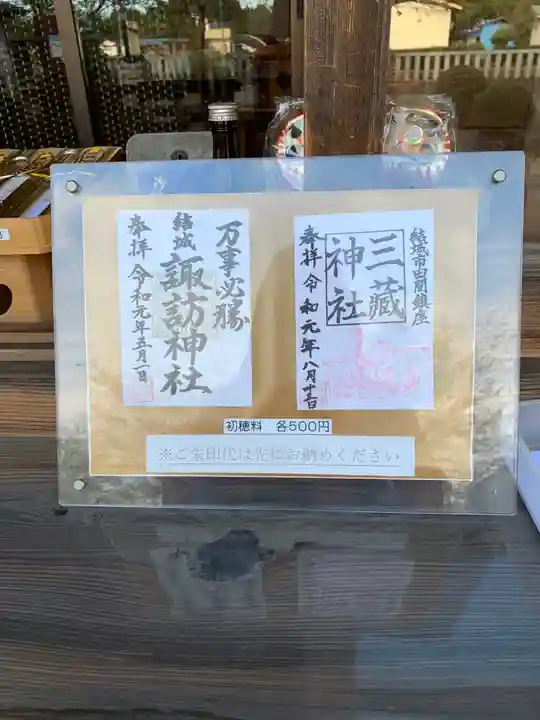 結城市田間鎮座
三蔵
神社
奉拝 令和元年八月十三日
万事必勝
結城
諏訪神社
奉拝 令和元年五月一日
初穂料 各500円
※ご朱印代は先にお納めください